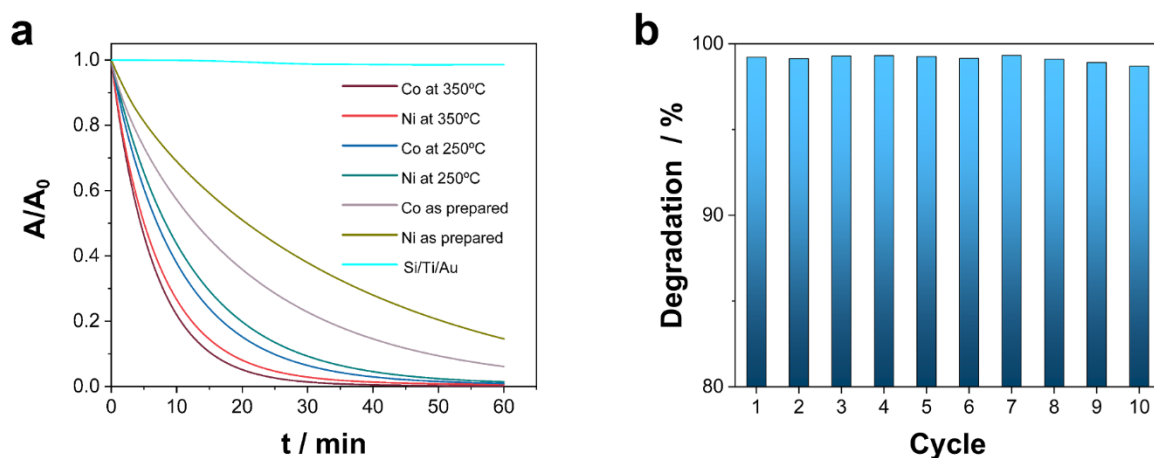 a
A/A0
1.0
0.8
0.6
0.4
0.2
0.0
Co at 350ºC
Ni at 350ºC
Co at 250ºC
Ni at 250ºC
Co as prepared
Ni as prepared
Si/Ti/Au
0 10 20 30 40 50 60
t / min
b
Degradation / %
100
90
80
1 2 3 4 5 6 7 8 9 10
Cycle